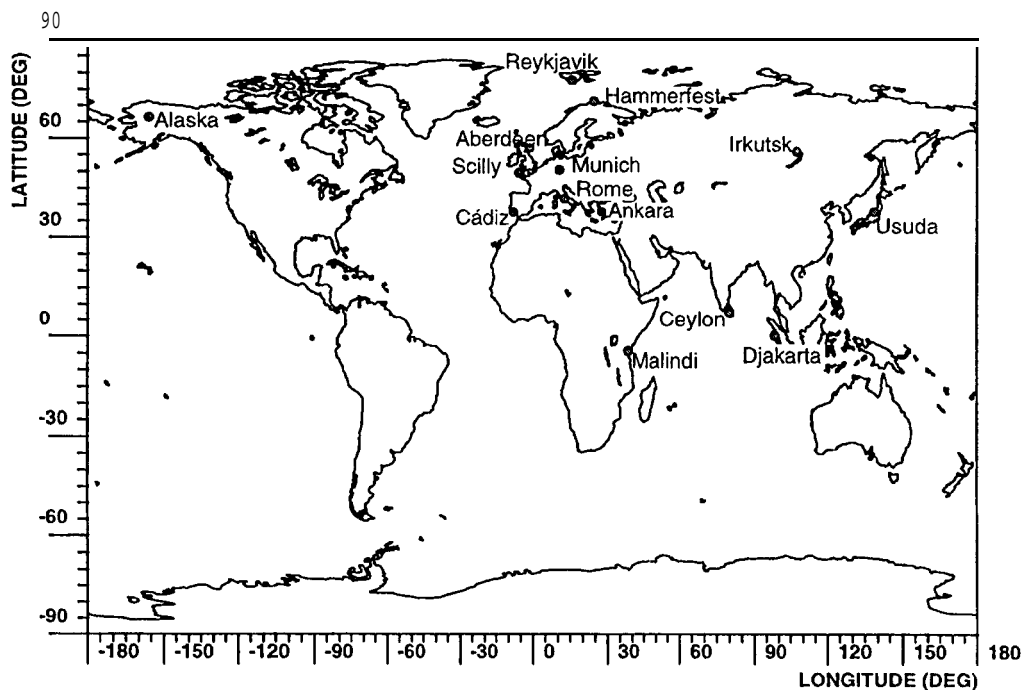 90
LATITUDE (DEG)
Reykjavik
Hammerfest
60
Alaska
Aberdeen
Irkutsk
Scilly
Munich
Rome
30
Cádiz
Ankara
Usuda
0
Ceylon
Djakarta
Malindi
-30
-60
-90
-180 -150 -120 -90 -60 -30 0 30 60 90 120 150 180
LONGITUDE (DEG)